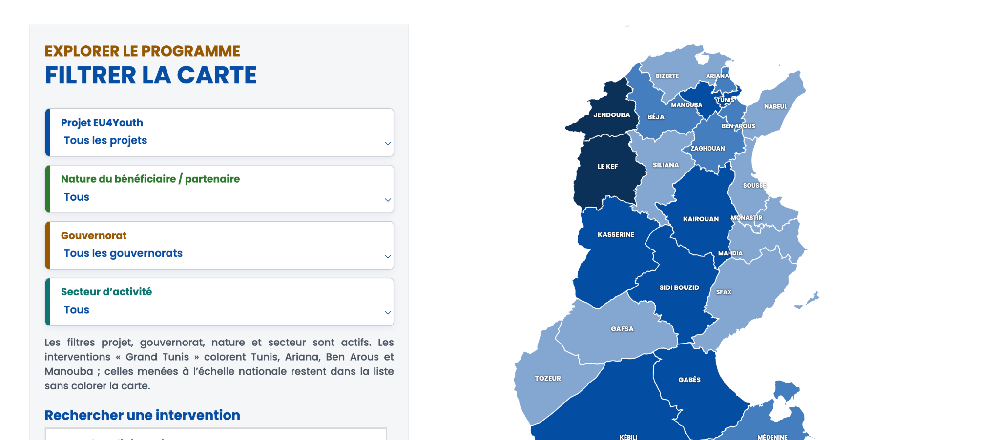 EXPLORER LE PROGRAMME
FILTRER LA CARTE
Projet EU4Youth
Tous les projets
Nature du bénéficiaire / partenaire
Tous
Gouvernorat
Tous les gouvernorats
Secteur d’activité
Tous
Les filtres projet, gouvernorat, nature et secteur sont actifs. Les
interventions « Grand Tunis » colorent Tunis, Ariana, Ben Arous et
Manouba ; celles menées à l’échelle nationale restent dans la liste
sans colorer la carte.
Rechercher une intervention
BIZERTE
ARIANA
TUNIS
MANOUBA
NABEUL
JENDOUBA
BÉJA
BEN AROUS
ZAGHOUAN
LE KEF
SILIANA
SOUSSE
MONASTIR
KAIROUAN
KASSERINE
MAHDIA
SIDI BOUZID
SFAX
GAFSA
TOZEUR
GABÈS
KÉBILI
MÉDENINE